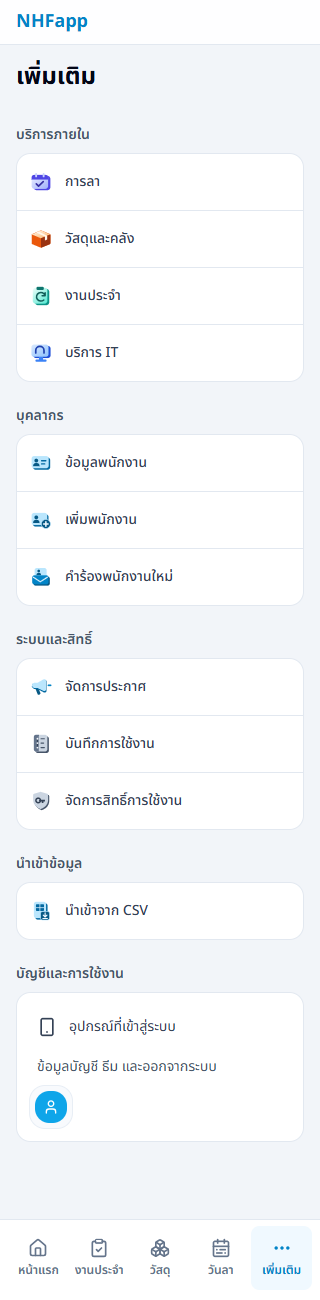 NHFapp
เพิ่มเติม
บริการภายใน
การลา
วัสดุและคลัง
งานประจำ
บริการ IT
บุคลากร
ข้อมูลพนักงาน
เพิ่มพนักงาน
คำร้องพนักงานใหม่
ระบบและสิทธิ์
จัดการประกาศ
บันทึกการใช้งาน
จัดการสิทธิ์การใช้งาน
นำเข้าข้อมูล
นำเข้าจาก CSV
บัญชีและการใช้งาน
อุปกรณ์ที่เข้าสู่ระบบ
ข้อมูลบัญชี ธีม และออกจากระบบ
หน้าแรก งานประจำ วัสดุ วันลา เพิ่มเติม